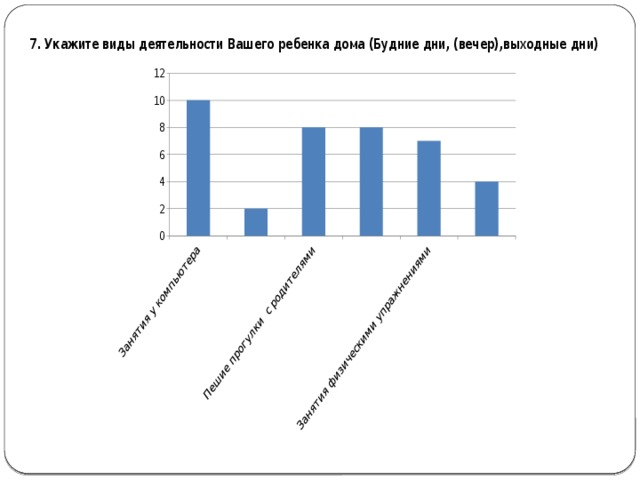 7. Укажите виды деятельности Вашего ребенка дома (Будние дни, (вечер),выходные дни)
12
10
8
6
4
2
0
Занятия у компьютера
Пешие прогулки с родителями
Занятия физическими упражнениями